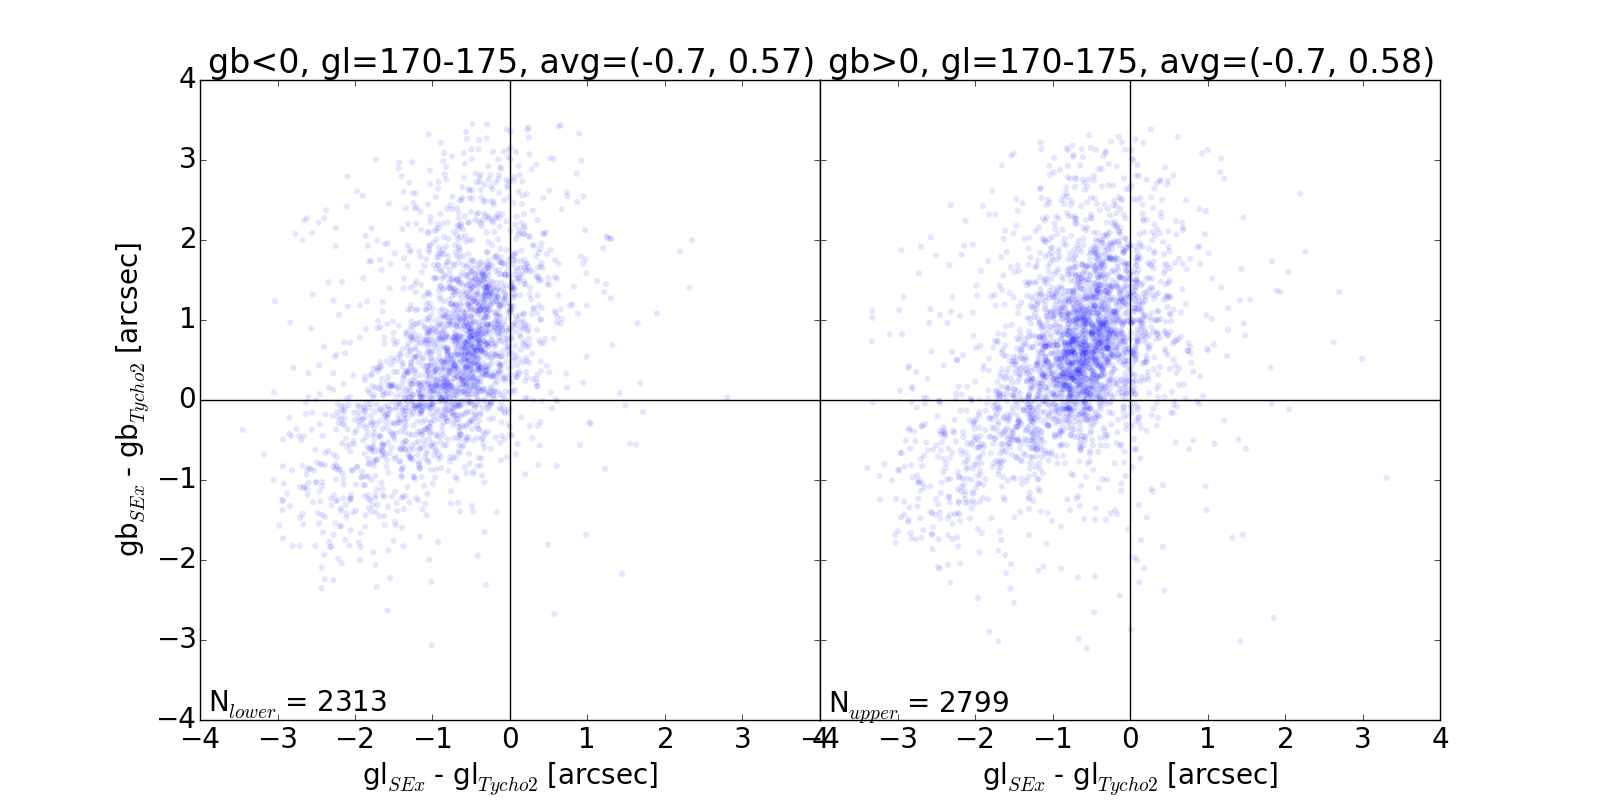 gb<0, gl=170-175, avg=(-0.7, 0.57) gb>0, gl=170-175, avg=(-0.7, 0.58)
4
3
2
1
0
−1
−2
−3
−4
gb_SEx - gb_Tycho2 [arcsec]
N_lower = 2313
N_upper = 2799
−4 −3 −2 −1 0 1 2 3 4
−4 −3 −2 −1 0 1 2 3 4
gl_SEx - gl_Tycho2 [arcsec]
gl_SEx - gl_Tycho2 [arcsec]